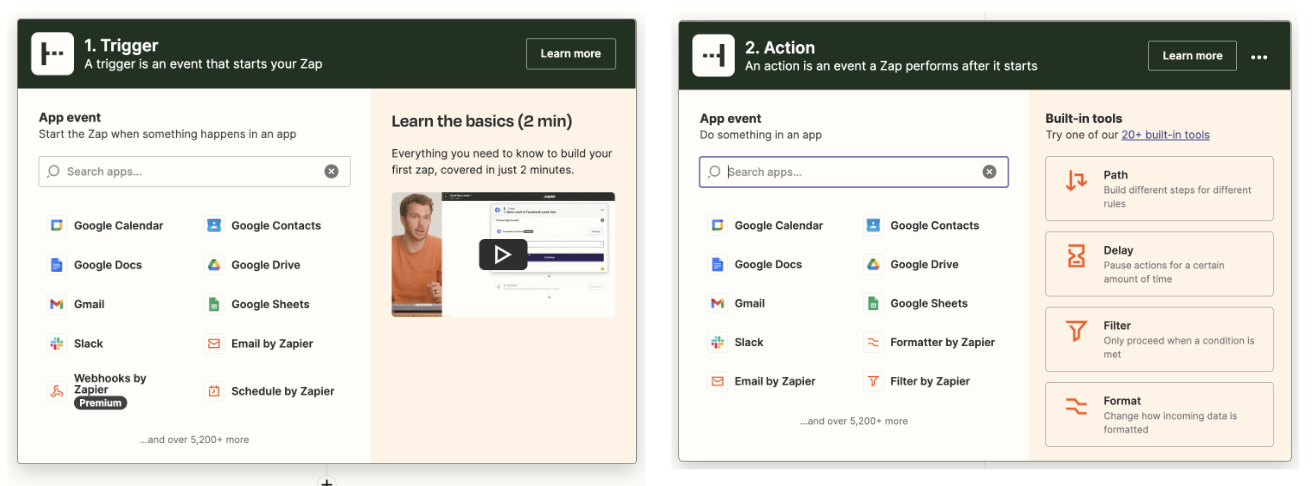 1. Trigger
A trigger is an event that starts your Zap
Learn more
App event
Start the Zap when something happens in an app
Search apps...
Google Calendar
Google Contacts
Google Docs
Google Drive
Gmail
Google Sheets
Slack
Email by Zapier
Webhooks by
Zapier
Premium
Schedule by Zapier
...and over 5,200+ more
Learn the basics (2 min)
Everything you need to know to build your
first zap, covered in just 2 minutes.
2. Action
An action is an event a Zap performs after it starts
Learn more
App event
Do something in an app
Search apps...
Google Calendar
Google Contacts
Google Docs
Google Drive
Gmail
Google Sheets
Slack
Formatter by Zapier
Email by Zapier
Filter by Zapier
...and over 5,200+ more
Built-in tools
Try one of our 20+ built-in tools
Path
Build different steps for different
rules
Delay
Pause actions for a certain
amount of time
Filter
Only proceed when a condition is
met
Format
Change how incoming data is
formatted